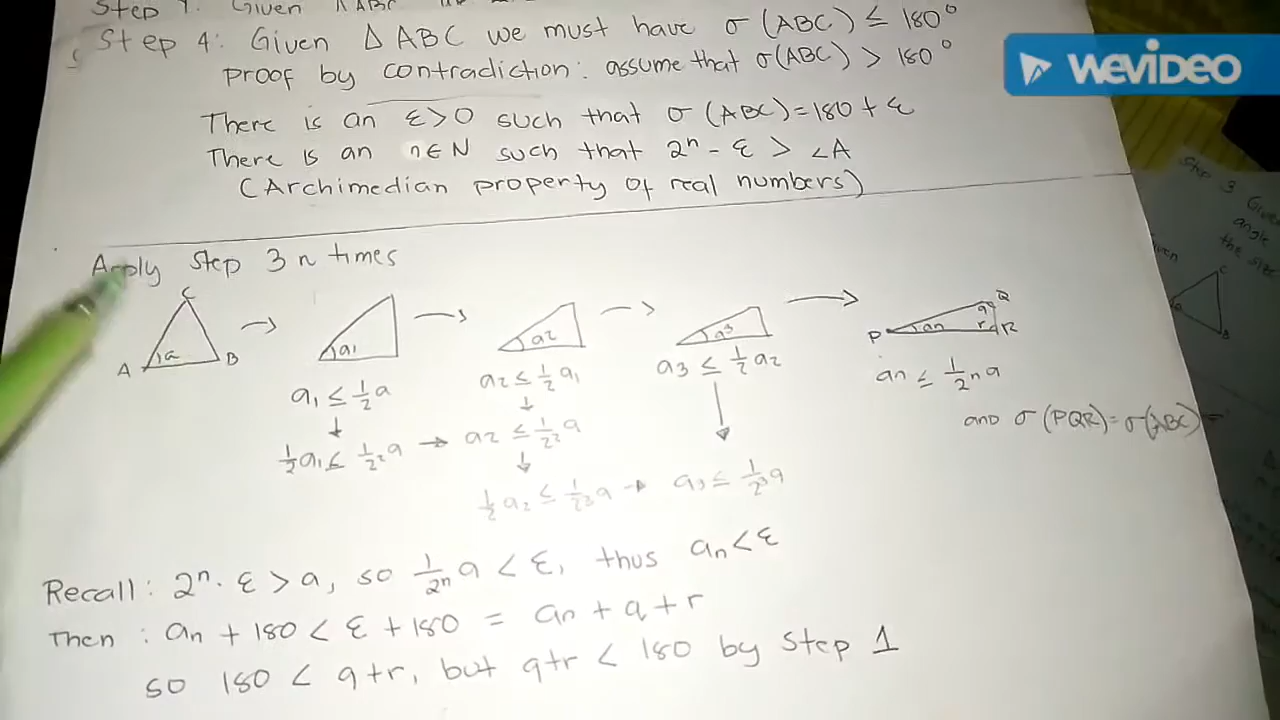 Step 4: Given △ABC we must have σ(ABC) ≤ 180°
proof by contradiction: assume that σ(ABC) > 180°
There is an ε>0 such that σ(ABC)=180+ε
There is an n∈N such that 2ⁿ - ε > ∠A
(Archimedian property of real numbers)
WEVIDEO
Step 3 Give
angle
the
Apply Step 3 n times
C A a B → a1 → a2 → a3 → P an q Q r R
a₁ ≤ 1/2 a
a₂ ≤ 1/2 a₁
a₃ ≤ 1/2 a₂
an ≤ 1/2ⁿ a
and σ(PQR)=σ(ABC)=
1/2 a₁ ≤ 1/2² a → a₂ ≤ 1/2² a
1/2 a₂ ≤ 1/2³ a → a₃ ≤ 1/2³ a
Recall: 2ⁿ · ε > a, so 1/2ⁿ a < ε, thus an < ε
Then : an + 180 < ε + 180 = an + q + r
so 180 < q+r, but q+r < 180 by Step 1